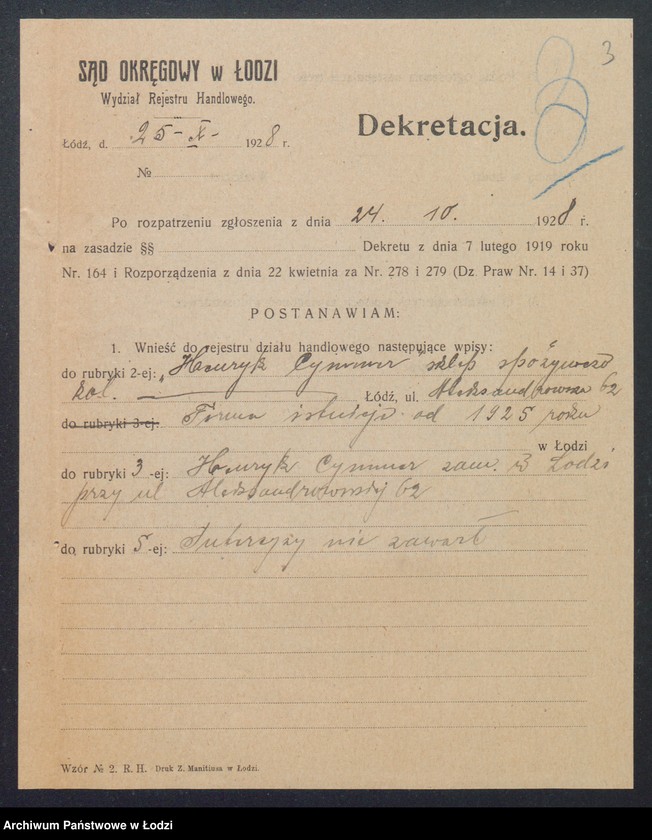 3
SĄD OKRĘGOWY w ŁODZI
Wydział Rejestru Handlowego.
Łódź, d. 25-X- 1928 r.
№
Dekretacja.
Po rozpatrzeniu zgłoszenia z dnia 24. 10. 1928 r.
na zasadzie §§ Dekretu z dnia 7 lutego 1919 roku
Nr. 164 i Rozporządzenia z dnia 22 kwietnia za Nr. 278 i 279 (Dz. Praw Nr. 14 i 37)
POSTANAWIAM:
1. Wnieść do rejestru działu handlowego następujące wpisy:
do rubryki 2-ej: „Henryk Cymmer" sklep spożywczo
kol. Łódź, ul. Aleksandrowska 62
do rubryki 3-ej: Firma istnieje od 1925 roku
w Łodzi
do rubryki 3-ej: Henryk Cymmer zam. w Łodzi
przy ul Aleksandrowskiej 62
do rubryki 5-ej: Intercyzy nie zawarł
Wzór № 2. R. H. Druk Z. Manitiusa w Łodzi.
Archiwum Państwowe w Łodzi